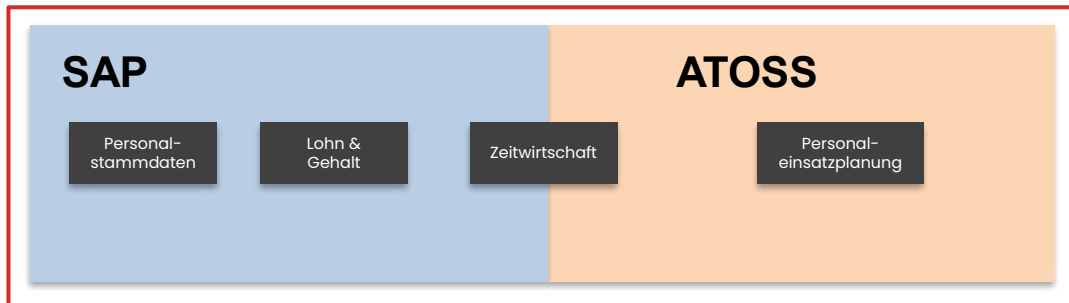 SAP
ATOSS
Personal-
stammdaten
Lohn &
Gehalt
Zeitwirtschaft
Personal-
einsatzplanung